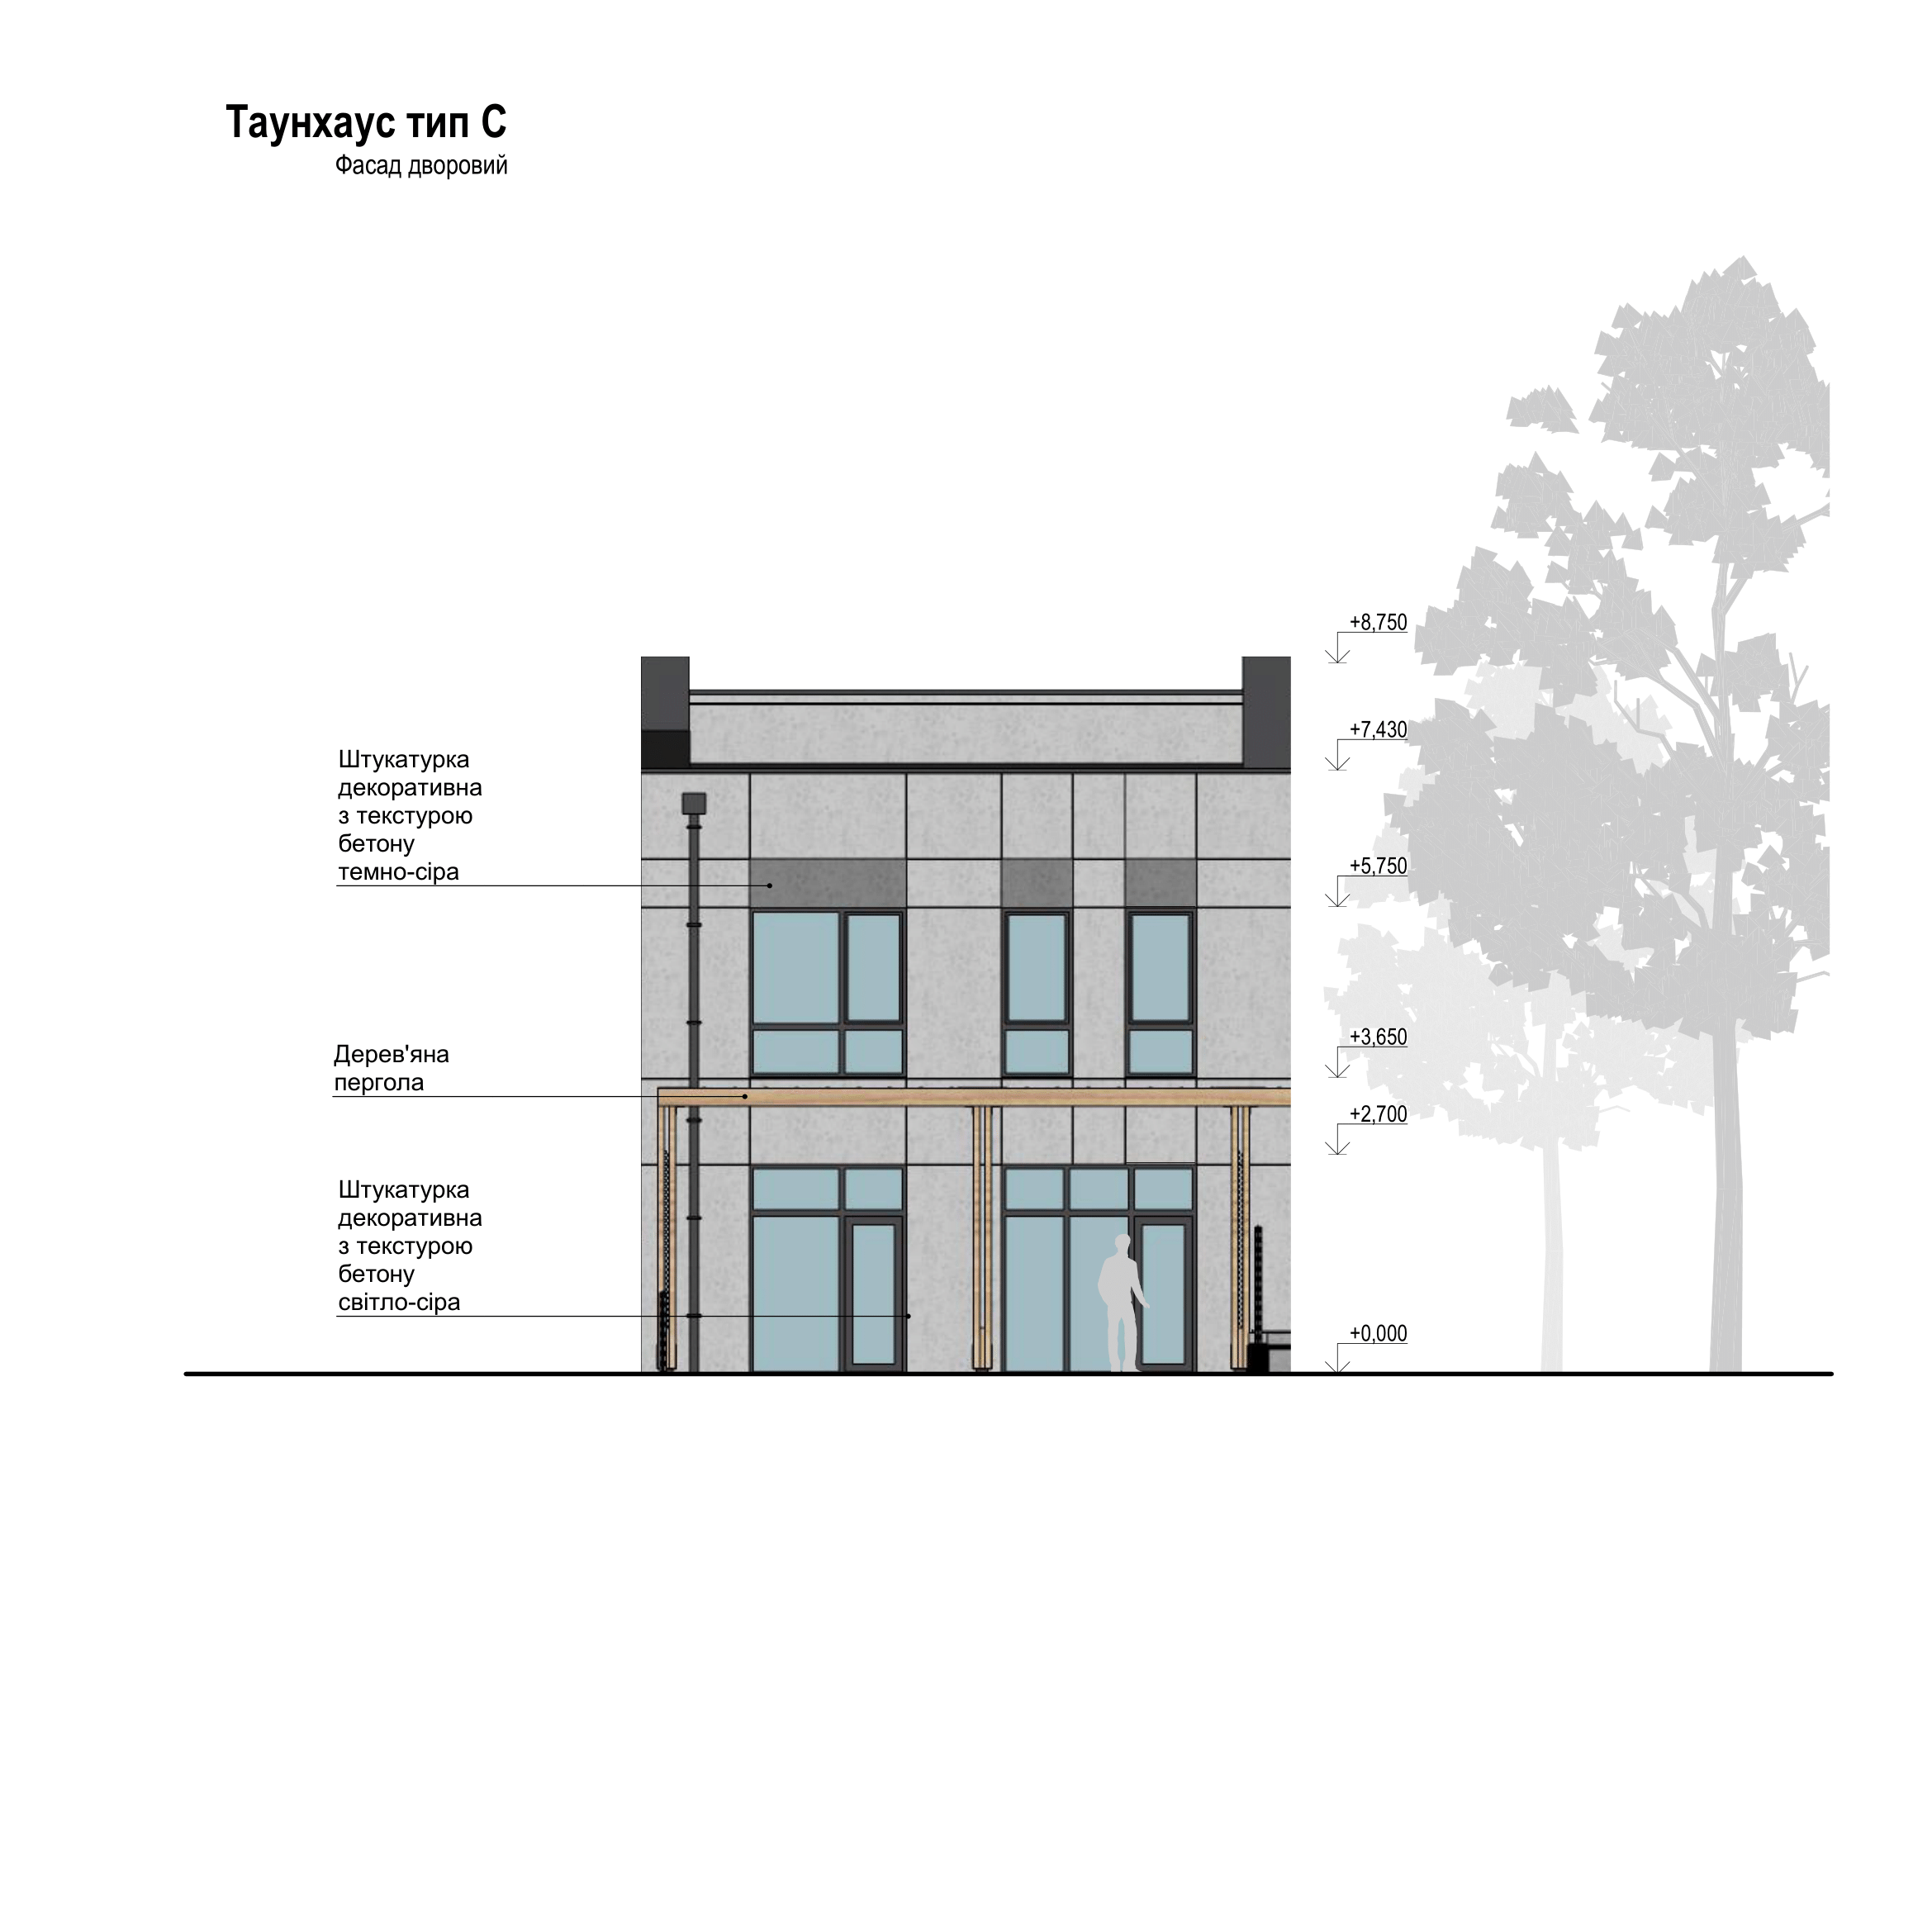 Таунхаус тип С
Фасад дворовий
+8,750
+7,430
Штукатурка
декоративна
з текстурою
бетону
темно-сіра
+5,750
+3,650
Дерев'яна
пергола
+2,700
Штукатурка
декоративна
з текстурою
бетону
світло-сіра
+0,000